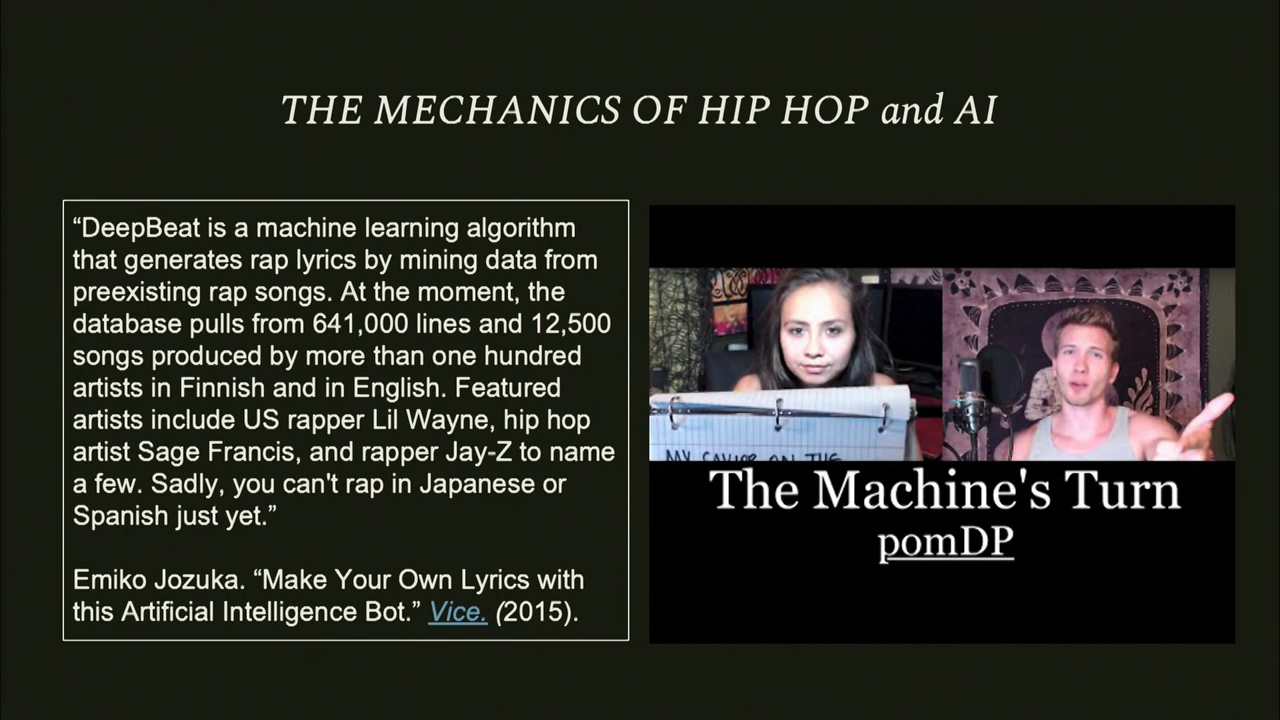 THE MECHANICS OF HIP HOP and AI
“DeepBeat is a machine learning algorithm
that generates rap lyrics by mining data from
preexisting rap songs. At the moment, the
database pulls from 641,000 lines and 12,500
songs produced by more than one hundred
artists in Finnish and in English. Featured
artists include US rapper Lil Wayne, hip hop
artist Sage Francis, and rapper Jay-Z to name
a few. Sadly, you can't rap in Japanese or
Spanish just yet.”
Emiko Jozuka. “Make Your Own Lyrics with
this Artificial Intelligence Bot.” Vice. (2015).
MY SAVIOR ON THE
The Machine's Turn
pomDP